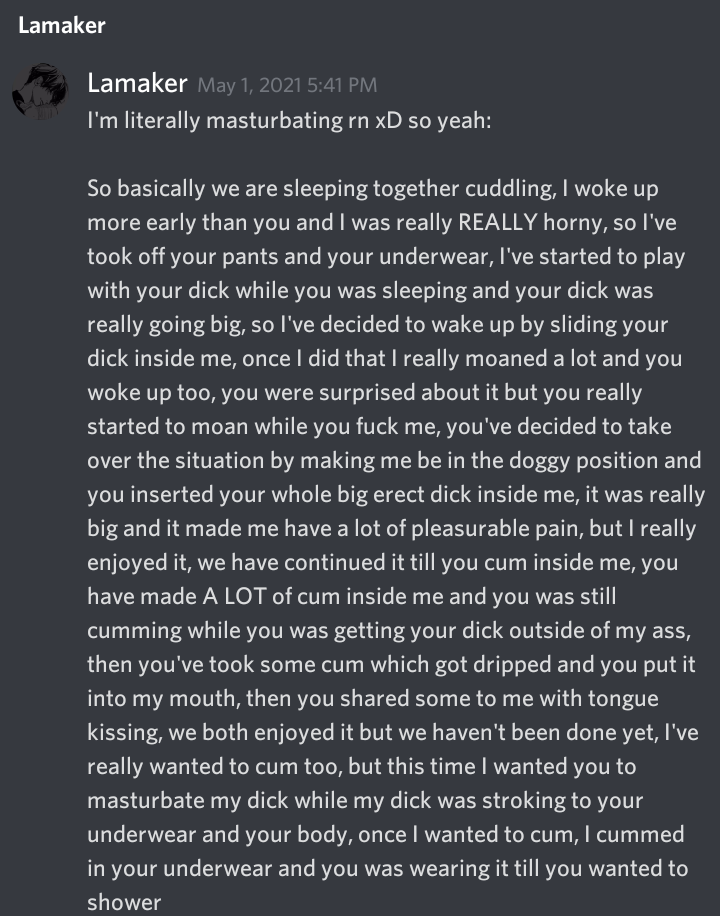 Lamaker
Lamaker May 1, 2021 5:41 PM
I'm literally masturbating rn xD so yeah:
So basically we are sleeping together cuddling, I woke up
more early than you and I was really REALLY horny, so I've
took off your pants and your underwear, I've started to play
with your dick while you was sleeping and your dick was
really going big, so I've decided to wake up by sliding your
dick inside me, once I did that I really moaned a lot and you
woke up too, you were surprised about it but you really
started to moan while you fuck me, you've decided to take
over the situation by making me be in the doggy position and
you inserted your whole big erect dick inside me, it was really
big and it made me have a lot of pleasurable pain, but I really
enjoyed it, we have continued it till you cum inside me, you
have made A LOT of cum inside me and you was still
cumming while you was getting your dick outside of my ass,
then you've took some cum which got dripped and you put it
into my mouth, then you shared some to me with tongue
kissing, we both enjoyed it but we haven't been done yet, I've
really wanted to cum too, but this time I wanted you to
masturbate my dick while my dick was stroking to your
underwear and your body, once I wanted to cum, I cummed
in your underwear and you was wearing it till you wanted to
shower